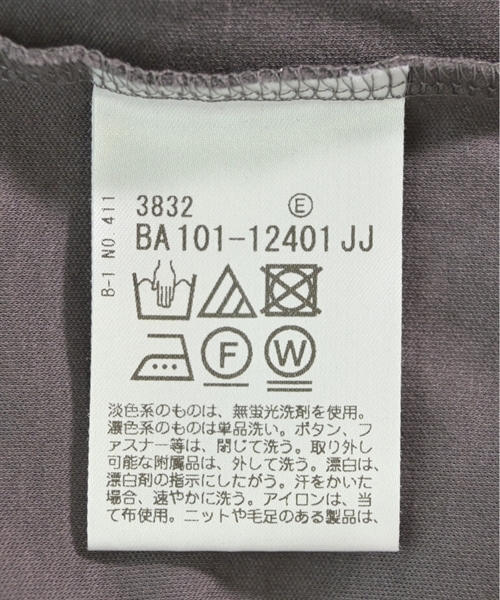 3832 Ⓔ
BA101-12401JJ
B-1 NO.411
F W
淡色系のものは、無蛍光洗剤を使用。
濃色系のものは単品洗い。ボタン、フ
ァスナー等は、閉じて洗う。取り外し
可能な附属品は、外して洗う。漂白は、
漂白剤の指示にしたがう。汗をかいた
場合、速やかに洗う。アイロンは、当
て布使用。ニットや毛足のある製品は、